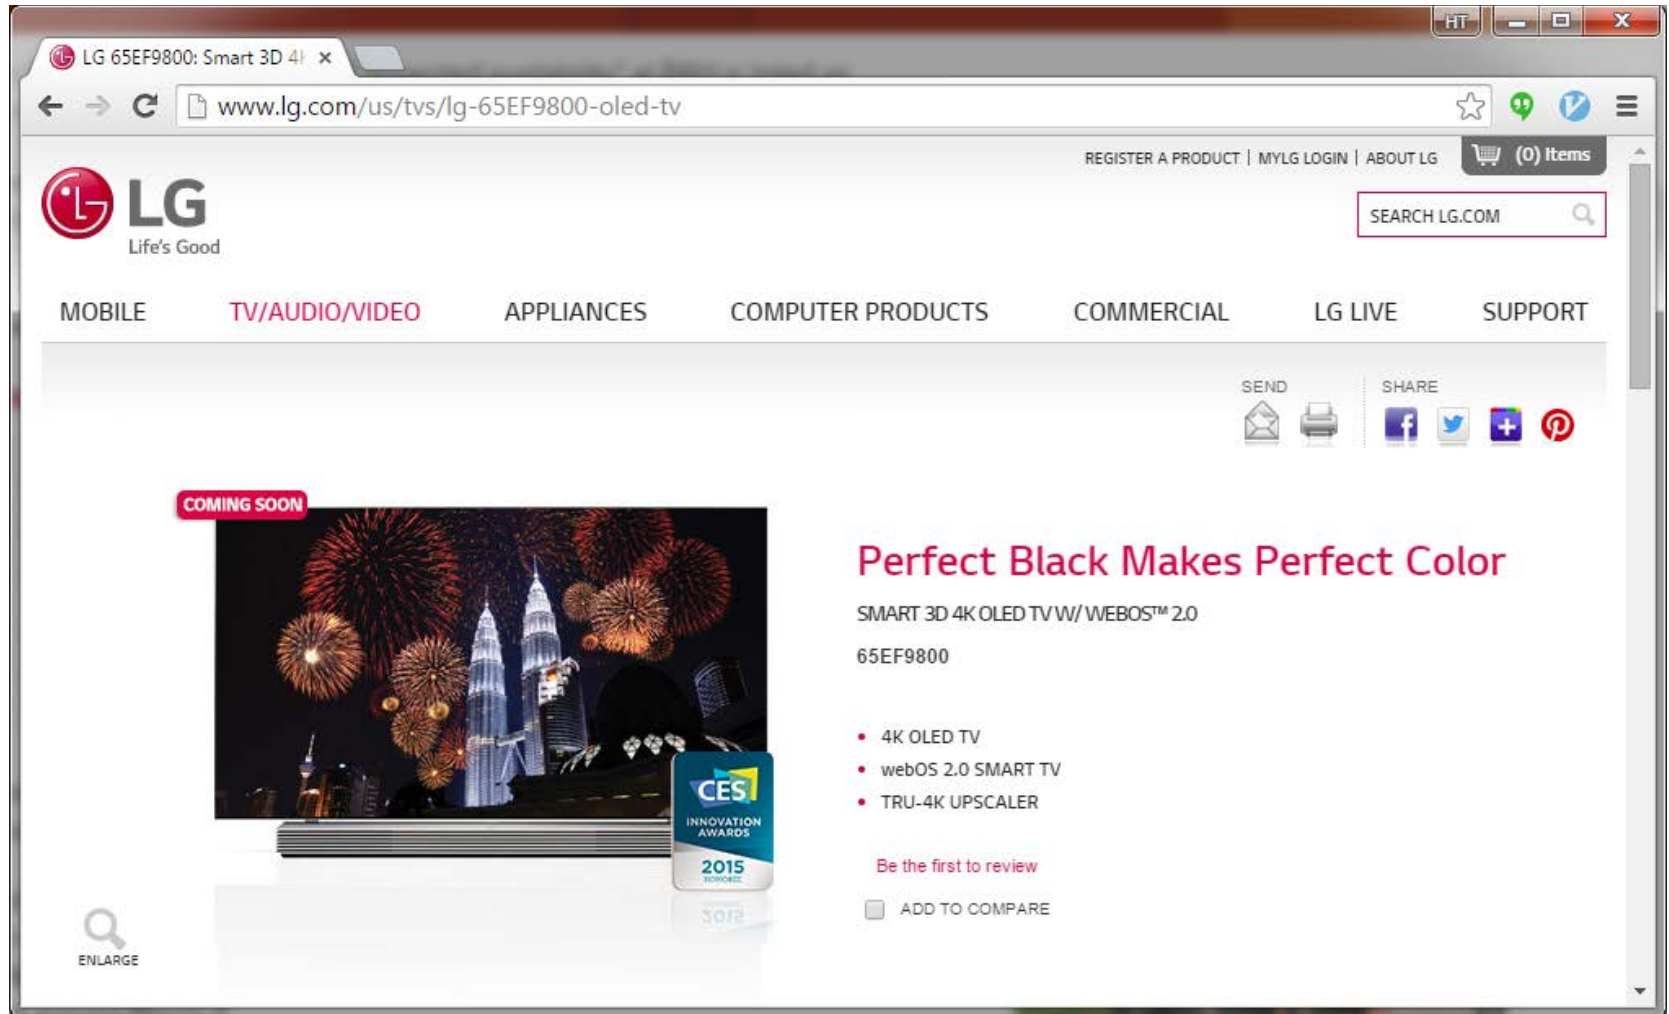 HT
LG 65EF9800: Smart 3D 4
www.lg.com/us/tvs/lg-65EF9800-oled-tv
REGISTER A PRODUCT | MYLG LOGIN | ABOUT LG
(0) Items
LG
Life's Good
SEARCH LG.COM
MOBILE TV/AUDIO/VIDEO APPLIANCES COMPUTER PRODUCTS COMMERCIAL LG LIVE SUPPORT
SEND SHARE
COMING SOON
Perfect Black Makes Perfect Color
SMART 3D 4K OLED TV W/ WEBOS™ 2.0
65EF9800
• 4K OLED TV
• webOS 2.0 SMART TV
• TRU-4K UPSCALER
CES
INNOVATION
AWARDS
2015
HONOREE
Be the first to review
ADD TO COMPARE
ENLARGE